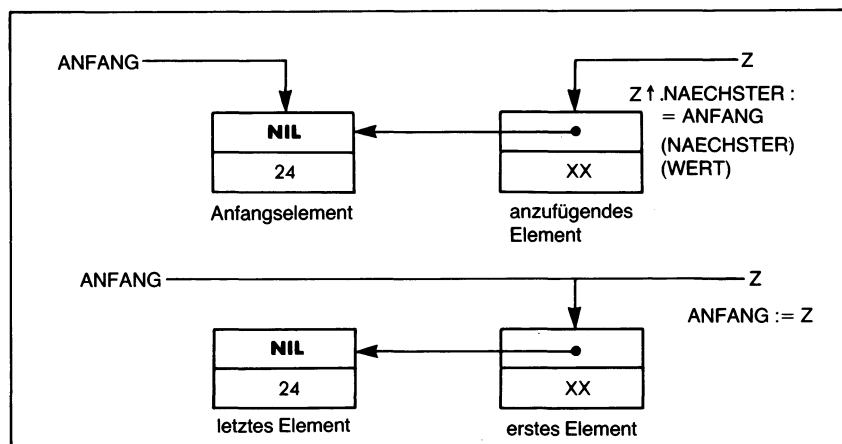 ANFANG Z
Z↑.NAECHSTER :
= ANFANG
NIL (NAECHSTER)
24 XX (WERT)
Anfangselement anzufügendes
Element
ANFANG Z
ANFANG := Z
NIL
24 XX
letztes Element erstes Element